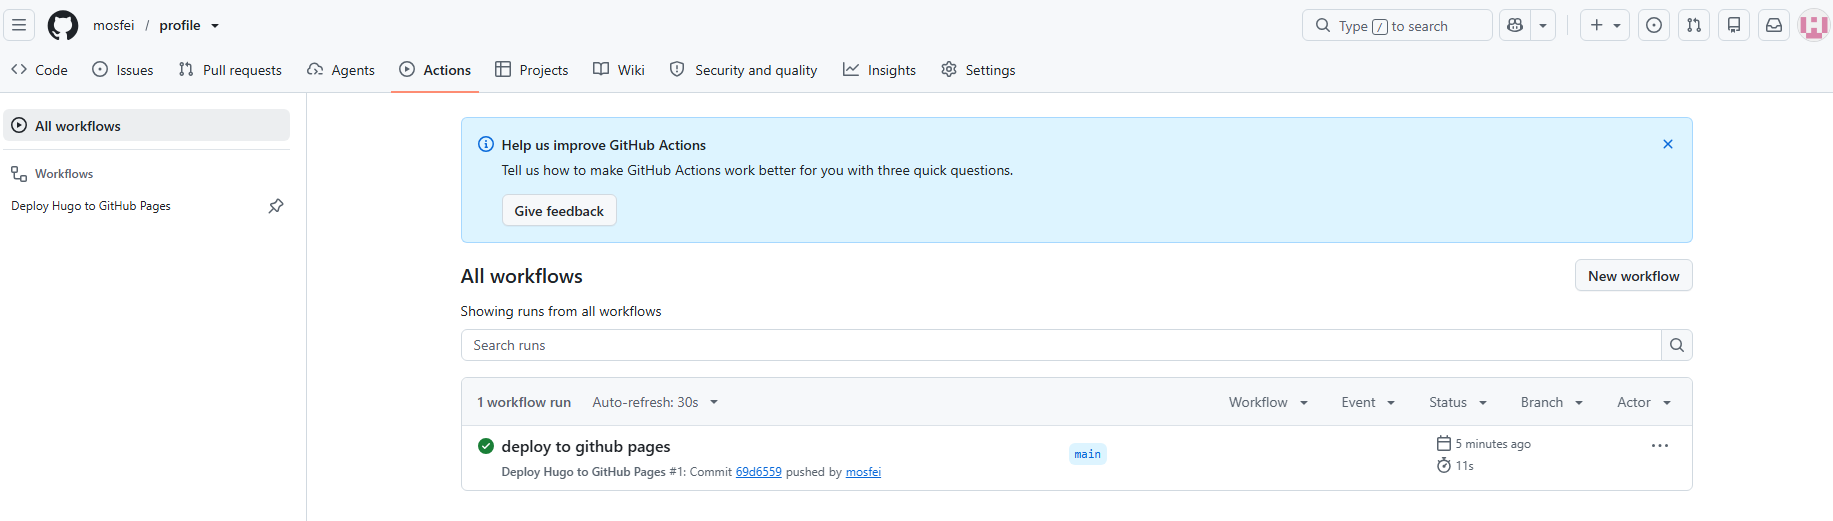 mosfei / profile
Type / to search
Code Issues Pull requests Agents Actions Projects Wiki Security and quality Insights Settings
All workflows
Workflows
Deploy Hugo to GitHub Pages
Help us improve GitHub Actions
Tell us how to make GitHub Actions work better for you with three quick questions.
Give feedback
All workflows
New workflow
Showing runs from all workflows
Search runs
1 workflow run Auto-refresh: 30s Workflow Event Status Branch Actor
deploy to github pages
main
5 minutes ago
Deploy Hugo to GitHub Pages #1: Commit 69d6559 pushed by mosfei
11s